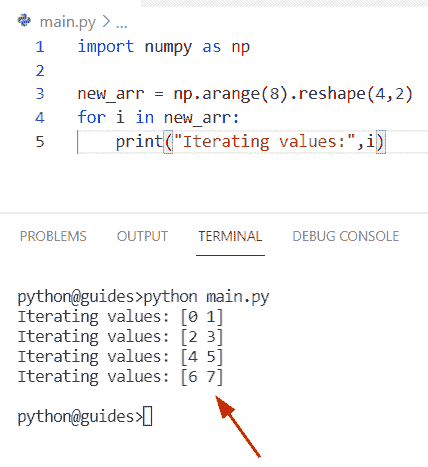 main.py > ...
1 import numpy as np
2
3 new_arr = np.arange(8).reshape(4,2)
4 for i in new_arr:
5     print("Iterating values:",i)
PROBLEMS OUTPUT TERMINAL DEBUG CONSOLE
python@guides>python main.py
Iterating values: [0 1]
Iterating values: [2 3]
Iterating values: [4 5]
Iterating values: [6 7]
python@guides>